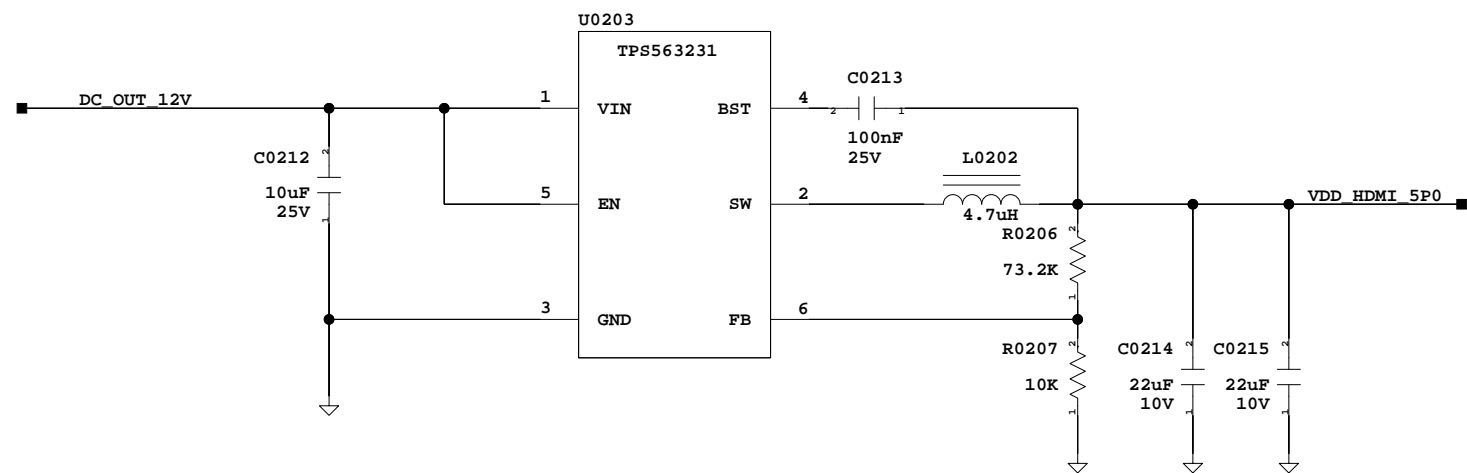 U0203
TPS563231
DC_OUT_12V
1
VIN
BST
4
C0213
2
1
100nF
25V
C0212
2
10uF
25V
1
5
EN
SW
2
L0202
4.7uH
VDD_HDMI_5P0
R0206
2
73.2K
1
3
GND
FB
6
R0207
2
10K
1
C0214
2
22uF
10V
1
C0215
2
22uF
10V
1